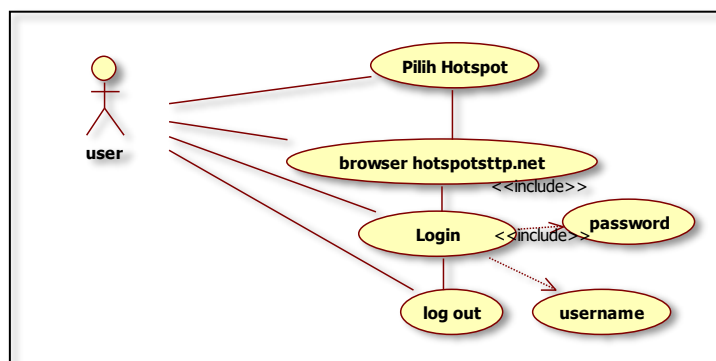 Pilih Hotspot
user
browser hotspotsttp.net
<<include>>
password
Login
<<include>>
log out
username